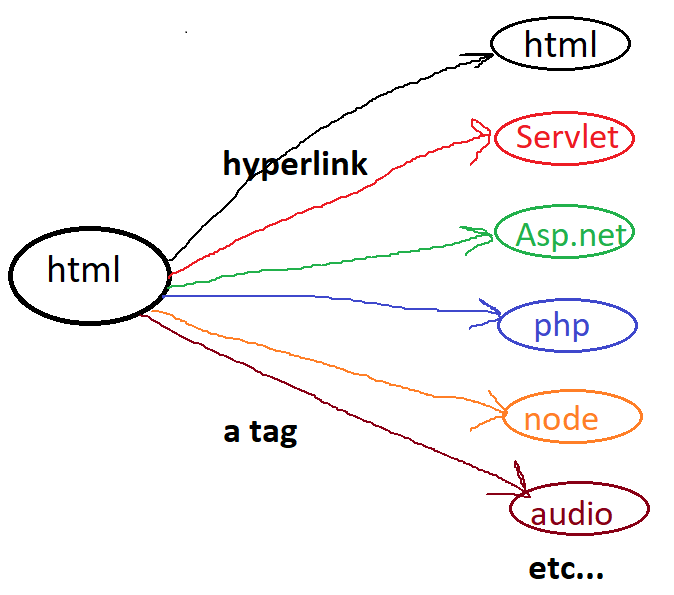 html
Servlet
hyperlink
Asp.net
html
php
node
a tag
audio
etc...